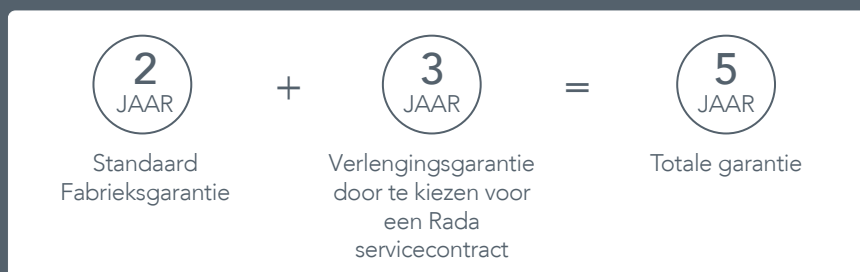 2
JAAR
+
3
JAAR
=
5
JAAR
Standaard
Fabrieksgarantie
Verlengingsgarantie
door te kiezen voor
een Rada
servicecontract
Totale garantie